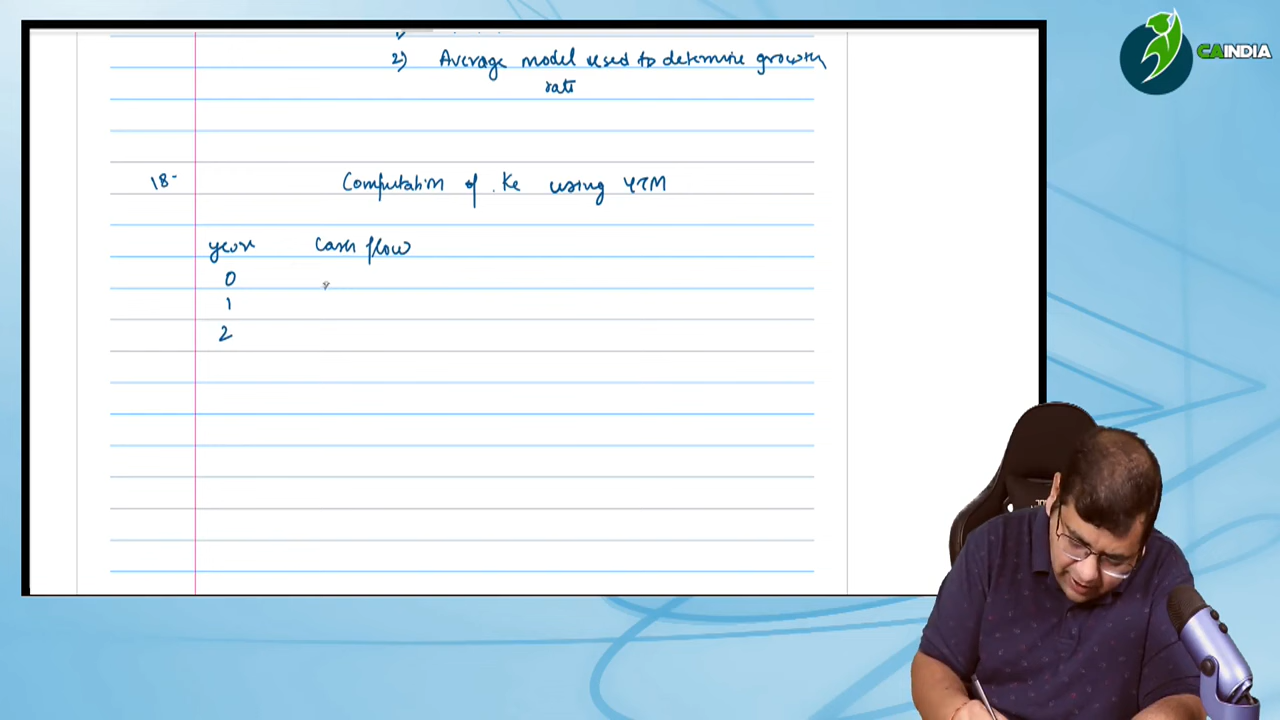 2) Average model used to determine growth
rate
18- Computation of Ke using YTM
year Cash flow
0
1
2
CAINDIA